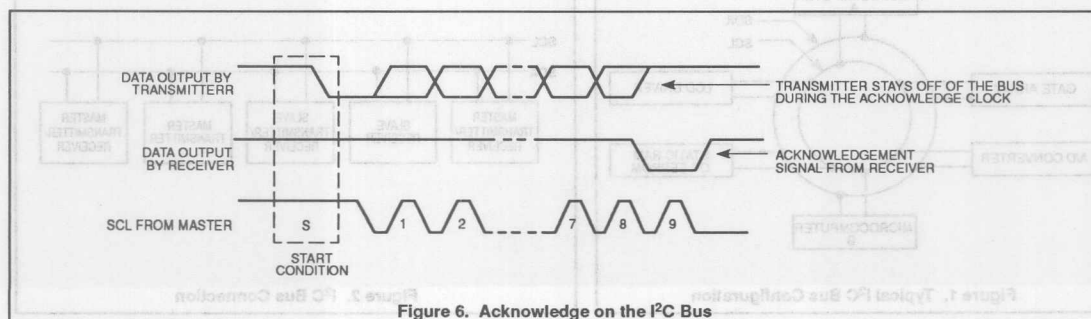 DATA OUTPUT BY
TRANSMITTERR
TRANSMITTER STAYS OFF OF THE BUS
DURING THE ACKNOWLEDGE CLOCK
DATA OUTPUT
BY RECEIVER
ACKNOWLEDGEMENT
SIGNAL FROM RECEIVER
SCL FROM MASTER
S
1
2
7
8
9
START
CONDITION
Figure 6. Acknowledge on the I²C Bus